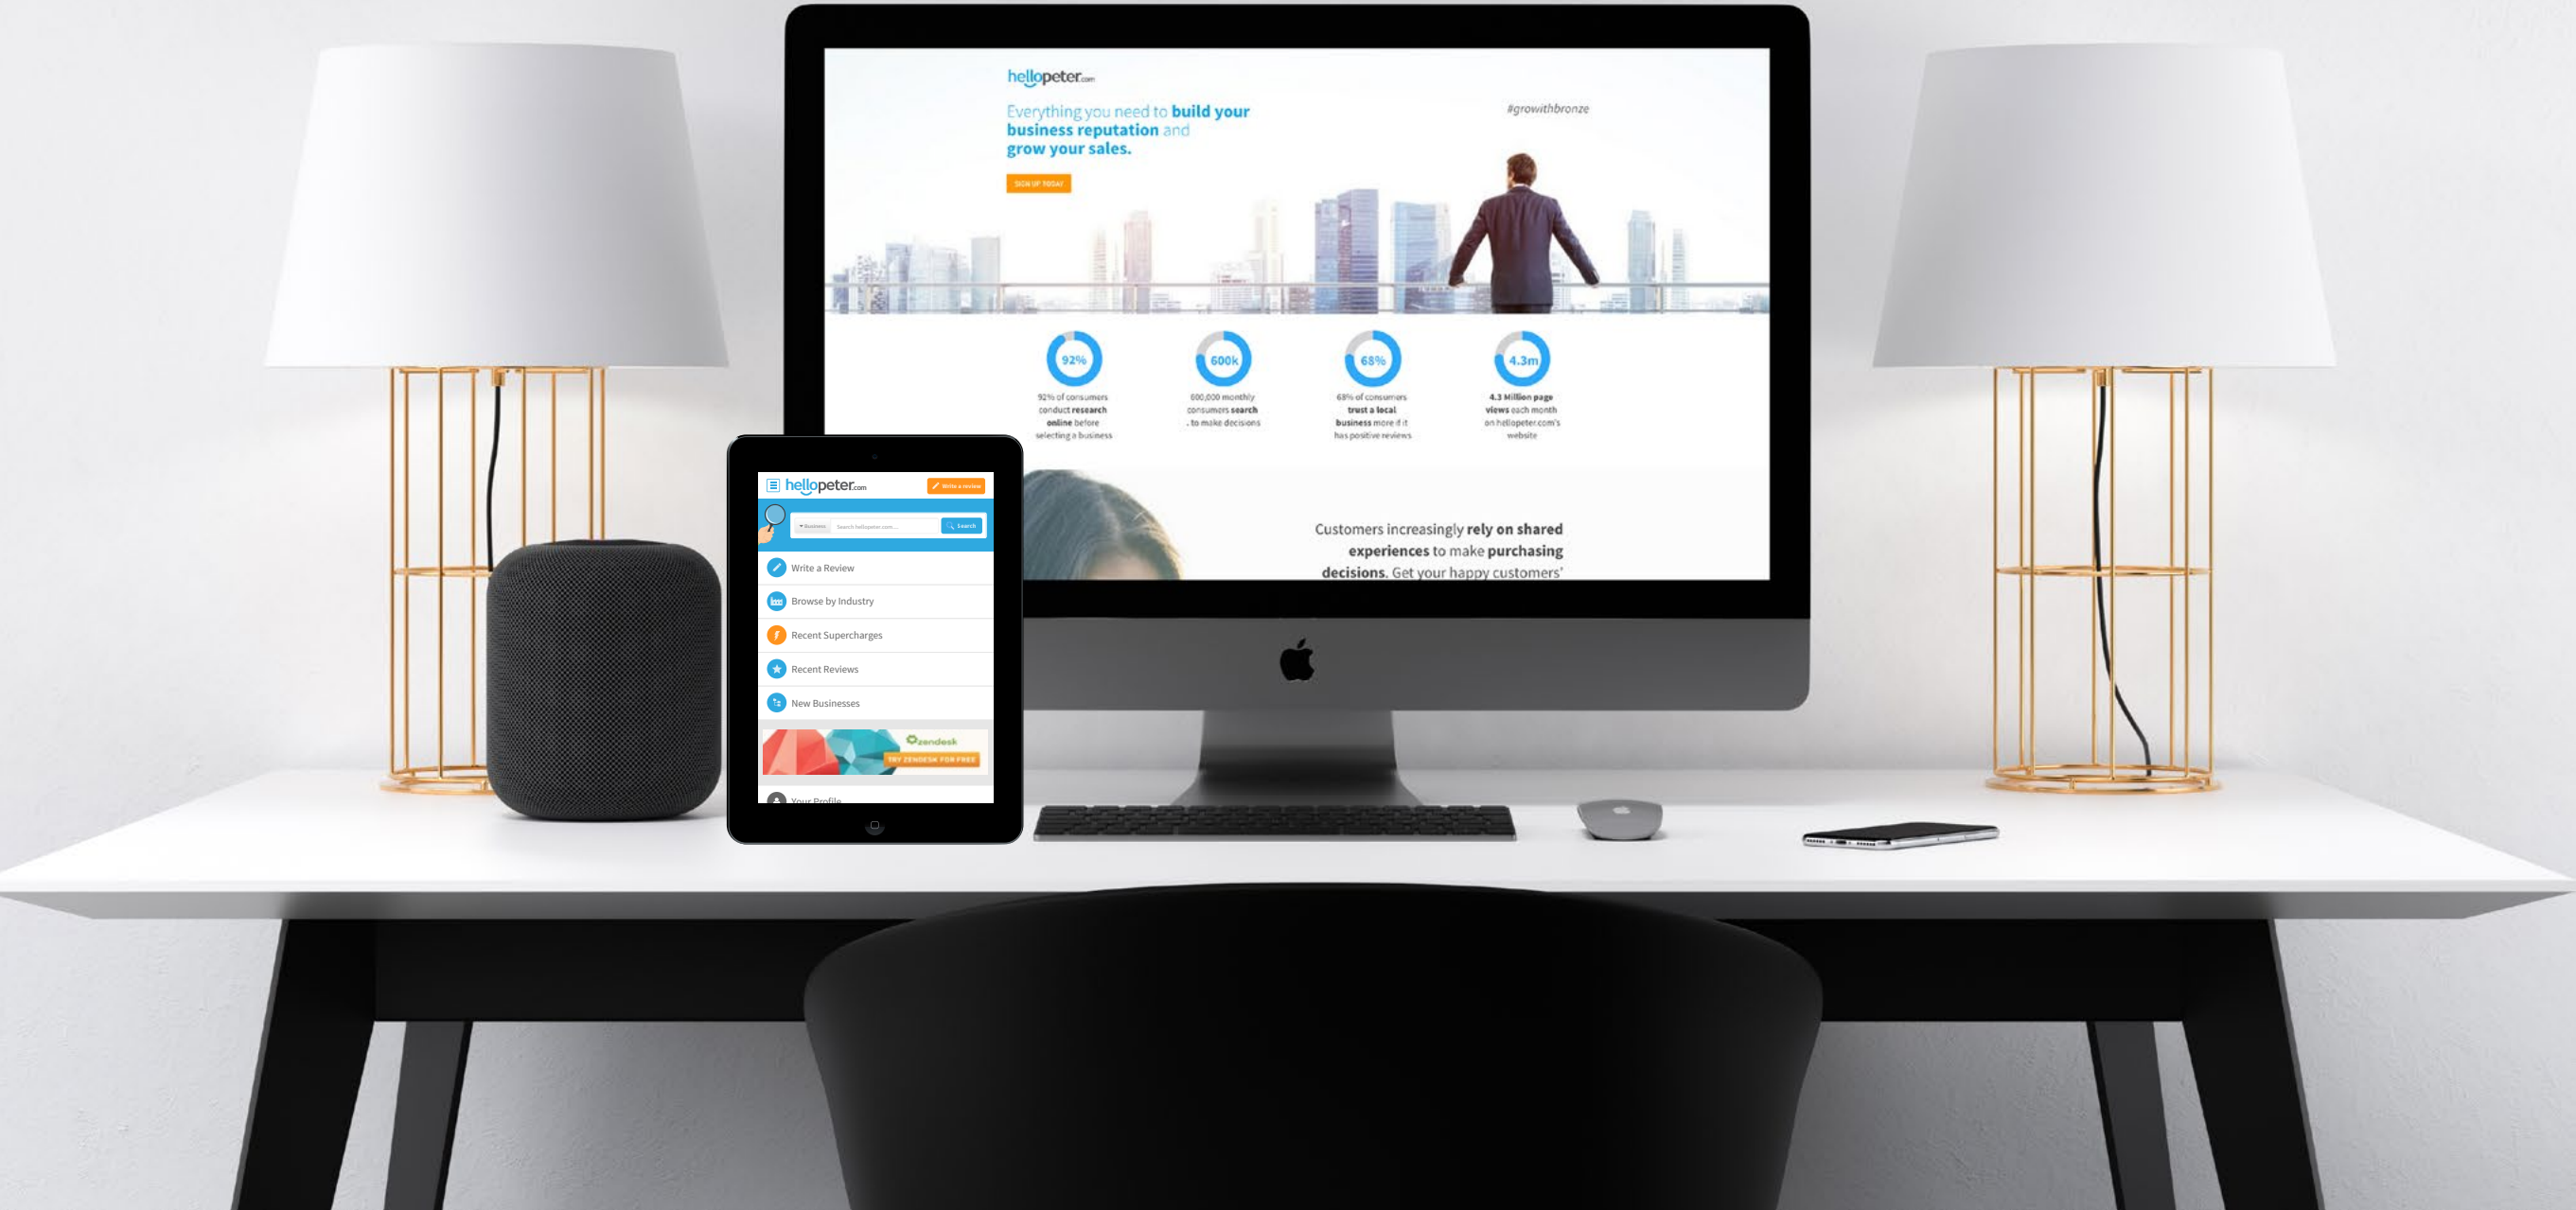 hellopeter.com
Everything you need to build your
business reputation and
grow your sales.
SIGN UP TODAY
#growithbronze
92%
92% of consumers
conduct research
online before
selecting a business
600k
600,000 monthly
consumers search
. to make decisions
68%
68% of consumers
trust a local
business more if it
has positive reviews
4.3m
4.3 Million page
views each month
on hellopeter.com's
website
Customers increasingly rely on shared
experiences to make purchasing
decisions. Get your happy customers'
hellopeter.com
Write a review
Business
Search hellopeter.com...
Search
Write a Review
Browse by Industry
Recent Supercharges
Recent Reviews
New Businesses
zendesk
TRY ZENDESK FOR FREE
Your Profile